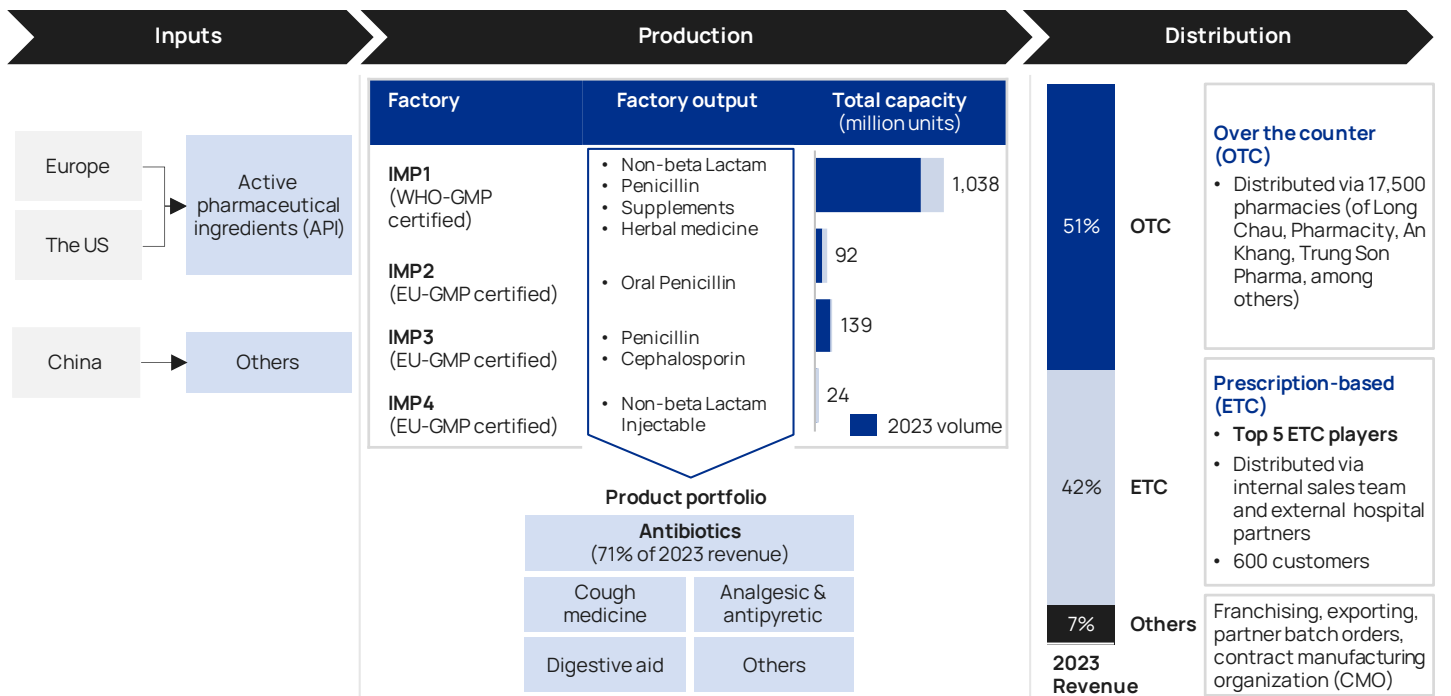 Inputs
Production
Distribution
Europe
The US
Active
pharmaceutical
ingredients (API)
China
Others
Factory
Factory output
Total capacity
(million units)
IMP1
(WHO-GMP
certified)
• Non-beta Lactam
• Penicillin
• Supplements
• Herbal medicine
1,038
IMP2
(EU-GMP certified)
• Oral Penicillin
92
IMP3
(EU-GMP certified)
• Penicillin
• Cephalosporin
139
IMP4
(EU-GMP certified)
• Non-beta Lactam
Injectable
24
2023 volume
Product portfolio
Antibiotics
(71% of 2023 revenue)
Cough
medicine
Analgesic &
antipyretic
Digestive aid
Others
51%
OTC
42%
ETC
7%
Others
2023
Revenue
Over the counter
(OTC)
• Distributed via 17,500
pharmacies (of Long
Chau, Pharmacity, An
Khang, Trung Son
Pharma, among
others)
Prescription-based
(ETC)
• Top 5 ETC players
• Distributed via
internal sales team
and external hospital
partners
• 600 customers
Franchising, exporting,
partner batch orders,
contract manufacturing
organization (CMO)